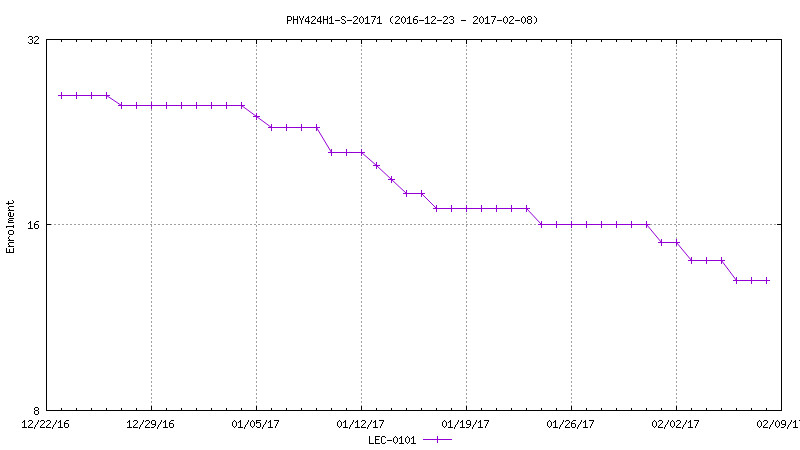 PHY424H1-S-20171 (2016-12-23 - 2017-02-08)
32
Enrolment
16
8
12/22/16 12/29/16 01/05/17 01/12/17 01/19/17 01/26/17 02/02/17 02/09/1
LEC-0101